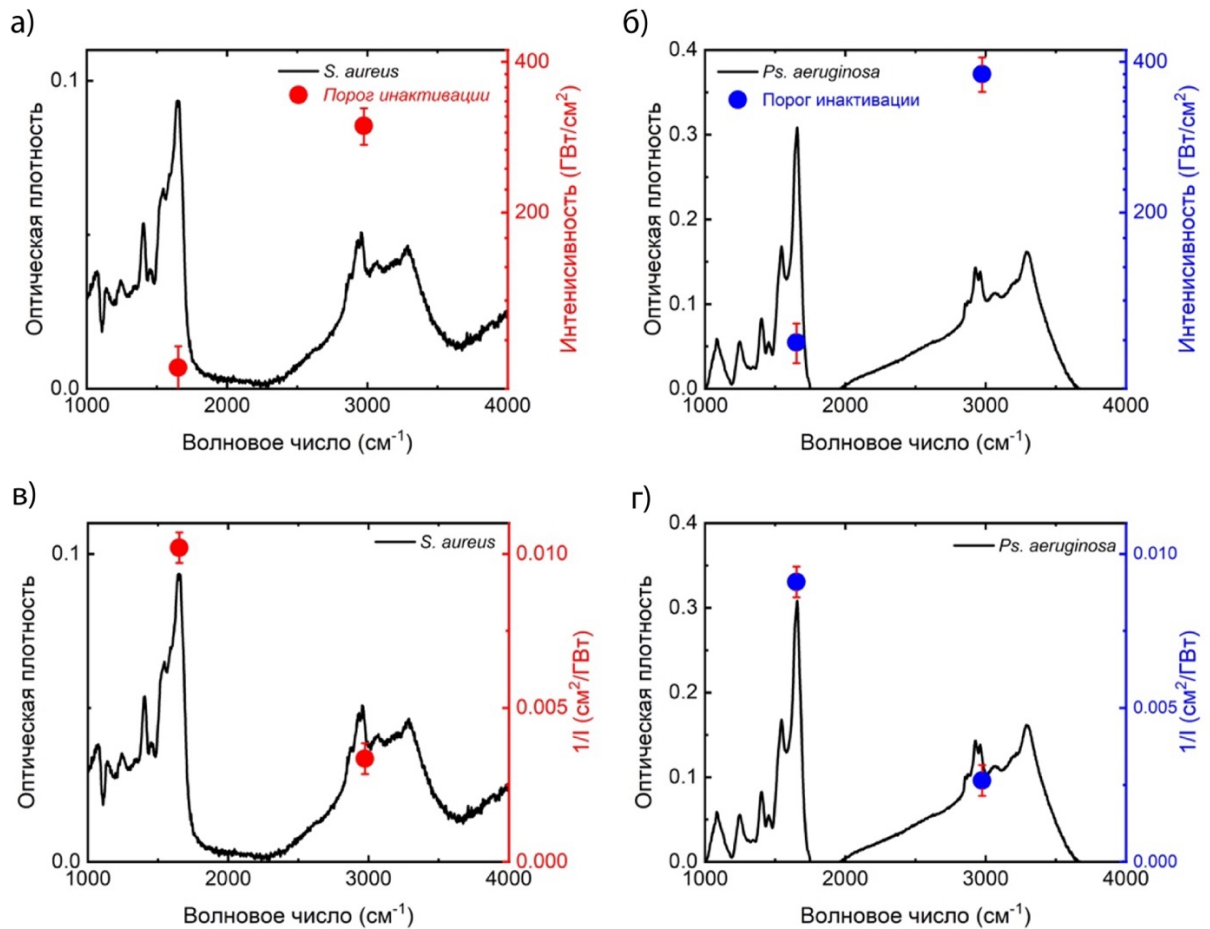 а)
0.1
0.0
Оптическая плотность
S. aureus
Порог инактивации
400
200
Интенисивность (ГВт/см²)
1000 2000 3000 4000
Волновое число (см⁻¹)
б)
0.4
0.3
0.2
0.1
0.0
Оптическая плотность
Ps. aeruginosa
Порог инактивации
400
200
Интенисивность (ГВт/см²)
1000 2000 3000 4000
Волновое число (см⁻¹)
в)
0.1
0.0
Оптическая плотность
S. aureus
0.010
0.005
0.000
1/I (см²/ГВт)
1000 2000 3000 4000
Волновое число (см⁻¹)
г)
0.4
0.3
0.2
0.1
0.0
Оптическая плотность
Ps. aeruginosa
0.010
0.005
0.000
1/I (см²/ГВт)
1000 2000 3000 4000
Волновое число (см⁻¹)